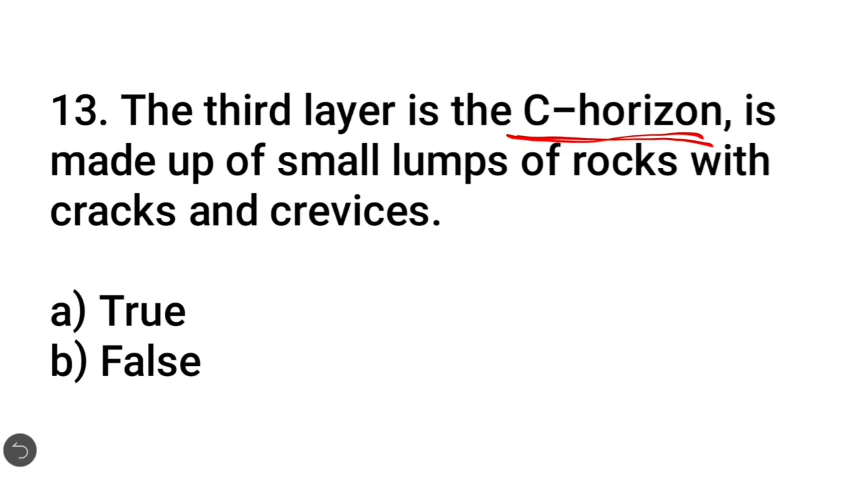 13. The third layer is the C–horizon, is
made up of small lumps of rocks with
cracks and crevices.
a) True
b) False